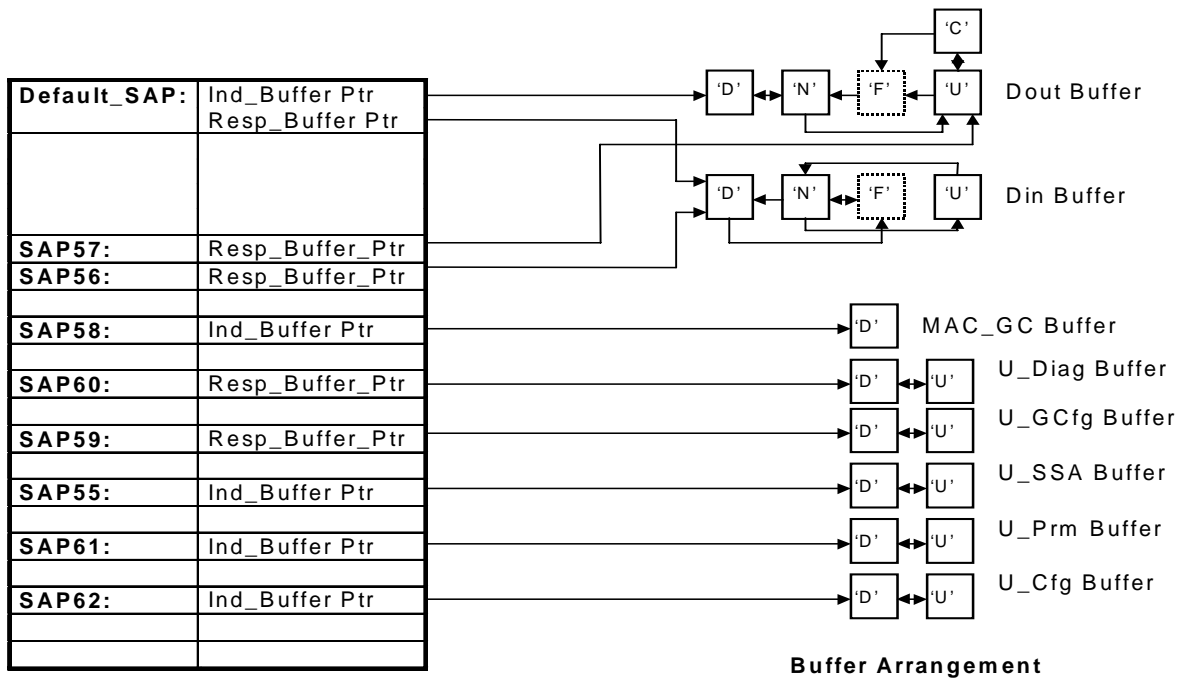 ‘C’
Default_SAP: Ind_Buffer Ptr ‘D’ ‘N’ ‘F’ ‘U’ Dout Buffer
Resp_Buffer Ptr
‘D’ ‘N’ ‘F’ ‘U’ Din Buffer
SAP57: Resp_Buffer_Ptr
SAP56: Resp_Buffer_Ptr
SAP58: Ind_Buffer Ptr ‘D’ MAC_GC Buffer
SAP60: Resp_Buffer_Ptr ‘D’ ‘U’ U_Diag Buffer
SAP59: Resp_Buffer_Ptr ‘D’ ‘U’ U_GCfg Buffer
SAP55: Ind_Buffer Ptr ‘D’ ‘U’ U_SSA Buffer
SAP61: Ind_Buffer Ptr ‘D’ ‘U’ U_Prm Buffer
SAP62: Ind_Buffer Ptr ‘D’ ‘U’ U_Cfg Buffer
Buffer Arrangement